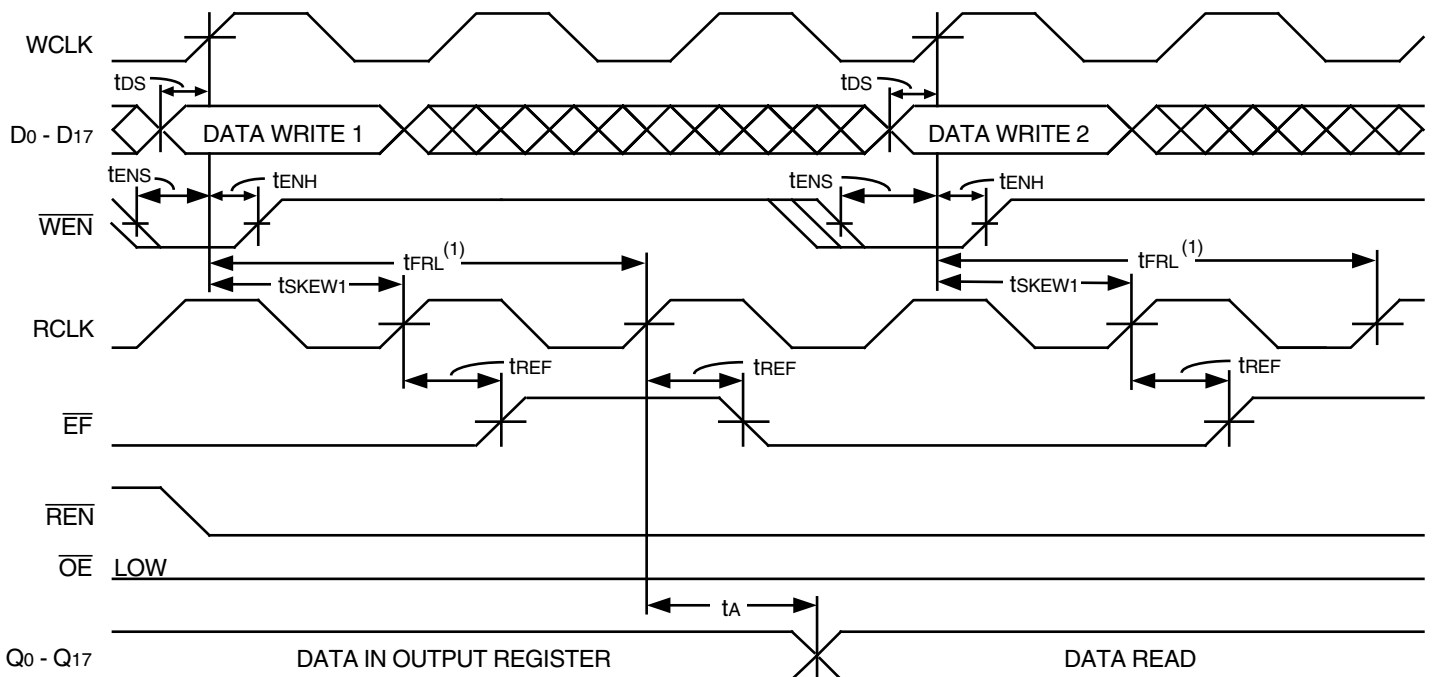 WCLK
tDS tDS
D0 - D17 DATA WRITE 1 DATA WRITE 2
tENS tENH tENS tENH
WEN
tFRL(1) tFRL(1)
tSKEW1 tSKEW1
RCLK
tREF tREF tREF
EF
REN
OE LOW
tA
Q0 - Q17 DATA IN OUTPUT REGISTER DATA READ